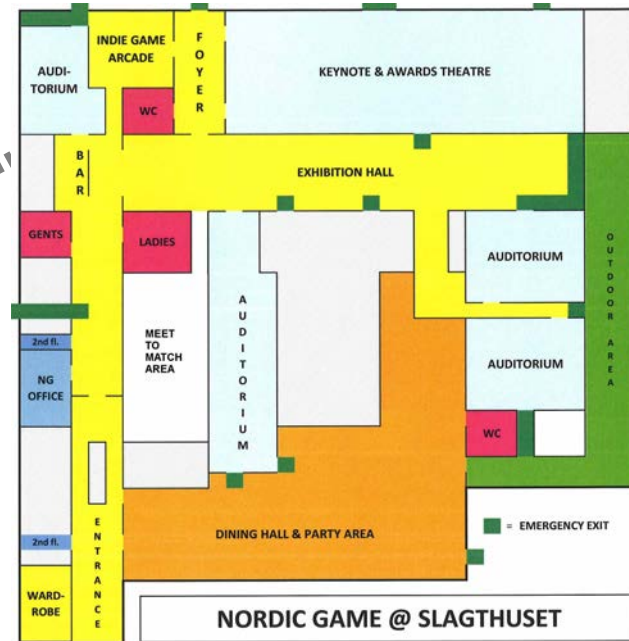 INDIE GAME
ARCADE
FOYER
AUDI-
TORIUM
KEYNOTE & AWARDS THEATRE
WC
BAR
EXHIBITION HALL
GENTS
LADIES
AUDITORIUM
OUTDOOR AREA
AUDITORIUM
MEET
TO
MATCH
AREA
2nd fl.
NG
OFFICE
AUDITORIUM
WC
ENTRANCE
DINING HALL & PARTY AREA
= EMERGENCY EXIT
2nd fl.
WARD-
ROBE
NORDIC GAME @ SLAGTHUSET